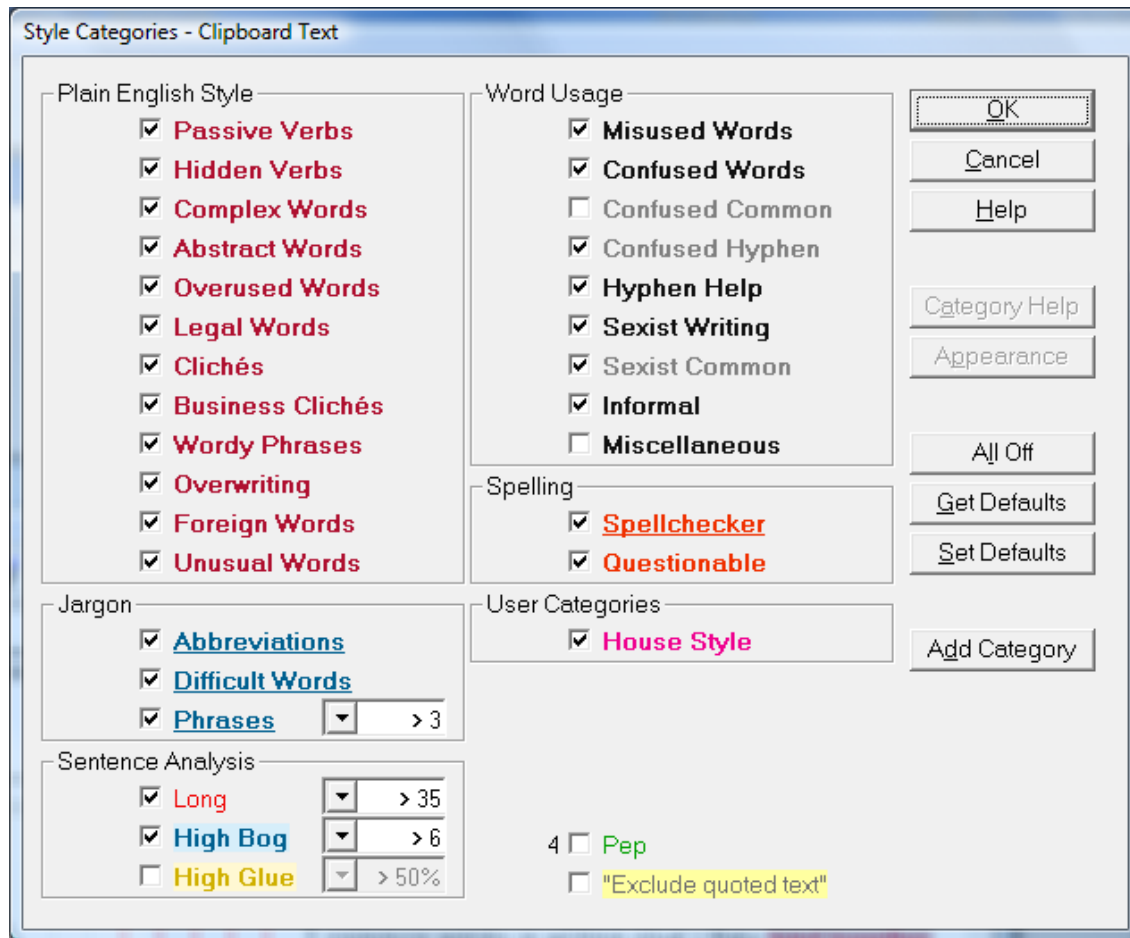 Style Categories - Clipboard Text
Plain English Style
Passive Verbs
Hidden Verbs
Complex Words
Abstract Words
Overused Words
Legal Words
Clichés
Business Clichés
Wordy Phrases
Overwriting
Foreign Words
Unusual Words
Jargon
Abbreviations
Difficult Words
Phrases > 3
Sentence Analysis
Long > 35
High Bog > 6
High Glue > 50%
Word Usage
Misused Words
Confused Words
Confused Common
Confused Hyphen
Hyphen Help
Sexist Writing
Sexist Common
Informal
Miscellaneous
Spelling
Spellchecker
Questionable
User Categories
House Style
4 Pep
"Exclude quoted text"
OK
Cancel
Help
Category Help
Appearance
All Off
Get Defaults
Set Defaults
Add Category